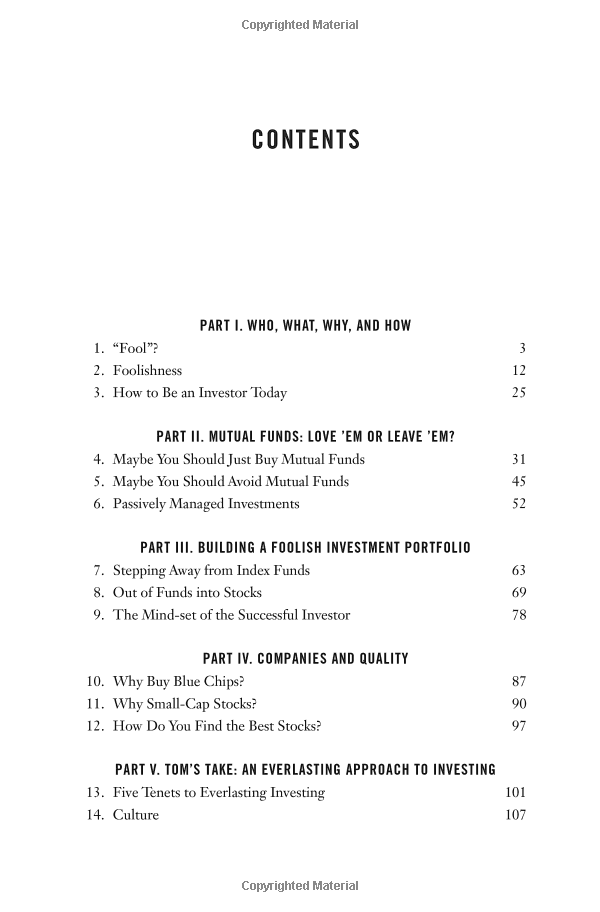 Copyrighted Material
CONTENTS
PART I. WHO, WHAT, WHY, AND HOW
1. “Fool”? 3
2. Foolishness 12
3. How to Be an Investor Today 25
PART II. MUTUAL FUNDS: LOVE ’EM OR LEAVE ’EM?
4. Maybe You Should Just Buy Mutual Funds 31
5. Maybe You Should Avoid Mutual Funds 45
6. Passively Managed Investments 52
PART III. BUILDING A FOOLISH INVESTMENT PORTFOLIO
7. Stepping Away from Index Funds 63
8. Out of Funds into Stocks 69
9. The Mind-set of the Successful Investor 78
PART IV. COMPANIES AND QUALITY
10. Why Buy Blue Chips? 87
11. Why Small-Cap Stocks? 90
12. How Do You Find the Best Stocks? 97
PART V. TOM’S TAKE: AN EVERLASTING APPROACH TO INVESTING
13. Five Tenets to Everlasting Investing 101
14. Culture 107
Copyrighted Material